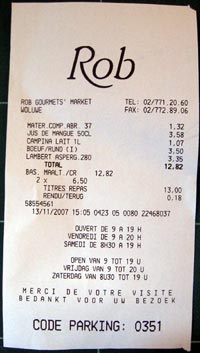 Rob
ROB GOURMETS' MARKET TEL: 02/771.20.60
WOLUWE FAX: 02/772.89.06
MATER.COMP.ABR. 37 1.32
JUS DE MANGUE 50CL 3.58
CAMPINA LAIT 1L 1.07
BOEUF/RUND (I) 3.50
LAMBERT ASPERG.280 3.35
TOTAL 12.82
BAS. MAALT./CR 12.82
2 x 6.50
TITRES REPAS 13.00
RENDU/TERUG 0.18
58554561
13/11/2007 15:05 0423 05 0080 22468037
OUVERT DE 9 A 19 H
VENDREDI DE 9 A 20 H
SAMEDI DE 8H30 A 19 H
OPEN VAN 9 TOT 19 U
VRIJDAG VAN 9 TOT 20 U
ZATERDAG VAN 8U30 TOT 19 U
MERCI DE VOTRE VISITE
BEDANKT VOOR UW BEZOEK
CODE PARKING: 0351